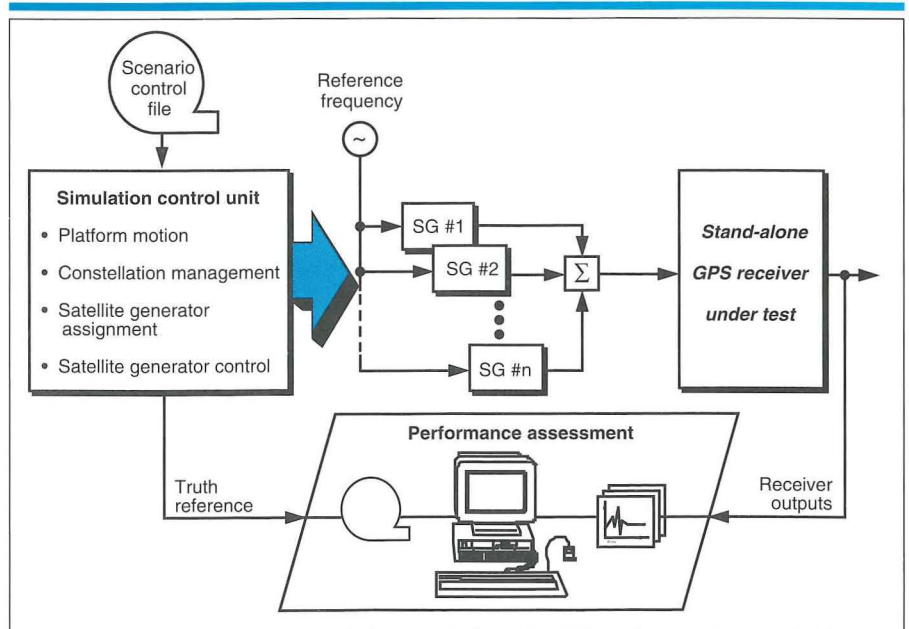 Scenario
control
file
Reference
frequency
~
Simulation control unit
• Platform motion
• Constellation management
• Satellite generator
assignment
• Satellite generator control
SG #1
SG #2
SG #n
Σ
Stand-alone
GPS receiver
under test
Performance assessment
Truth
reference
Receiver
outputs